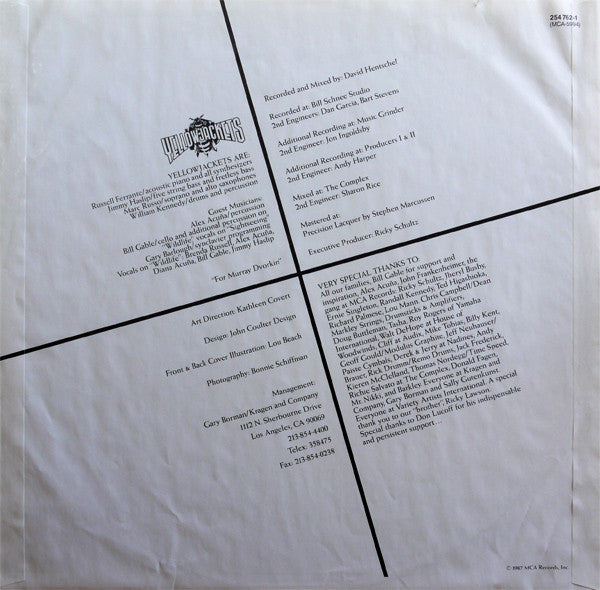 254 762-1
(MCA-5994)
YELLOWJACKETS
YELLOWJACKETS ARE:
Russell Ferrante/acoustic piano and all synthesizers
Jimmy Haslip/five string bass and fretless bass
Marc Russo/soprano and alto saxophones
William Kennedy/drums and percussion
Guest Musicians:
Alex Acuña/percussion
Bill Gable/cello and additional percussion on
"Wildlife," vocals on "Sightseeing"
Gary Barlough/synclavier programming
Vocals on "Wildlife", Brenda Russell, Alex Acuña,
Diana Acuña, Bill Gable, Jimmy Haslip
"For Murray Dvorkin"
Recorded and Mixed by: David Hentschel
Recorded at: Bill Schnee Studio
2nd Engineers: Dan Garcia, Bart Stevens
Additional Recording at: Music Grinder
2nd Engineer: Jon Ingoldsby
Additional Recording at: Producers I & II
2nd Engineer: Andy Harper
Mixed at: The Complex
2nd Engineer: Sharon Rice
Mastered at:
Precision Lacquer by Stephen Marcussen
Executive Producer: Ricky Schultz
Art Direction: Kathleen Covert
Design: John Coulter Design
Front & Back Cover Illustration: Lou Beach
Photography: Bonnie Schiffman
Management:
Gary Borman/Kragen and Company
1112 N. Sherbourne Drive
Los Angeles, CA 90069
213-854-4400
Telex: 358475
Fax: 213-854-0238
VERY SPECIAL THANKS TO:
All our families, Bill Gable for support and
inspiration, Alex Acuña, John Frankenheimer, the
gang at MCA Records: Ricky Schultz, Jheryl Busby,
Ernie Singleton, Randall Kennedy, Ted Higashioka,
Richard Palmese, Lou Mann, Chris Campbell/Dean
Markley Strings, Drumsticks & Amplifiers,
Doug Buttleman, Tasha Roy Rogers of Yamaha
International, Walt DeHope at House of
Woodwinds, Cliff at Audix, Mike Tobias, Billy Kent,
Geoff Gould/Modulus Graphite, Jeff Neuhauser/
Paiste Cymbals, Derek & Jerry at Nadines, Andy
Brauer, Rick Drumm/Remo Drums, Jack Frederick,
Kieren McClelland, Thomas Nordegg/Time Speed,
Richie Salvato at The Complex, Donald Fagen,
Mr. Nikki, and Barkley Everyone at Kragen and
Company, Gary Borman and Sally Gutenkunst.
Everyone at Variety Artists International. A special
thank you to our "brother", Ricky Lawson.
Special thanks to Don Lucoff for his indispensable
and persistent support...
© 1987 MCA Records, Inc.